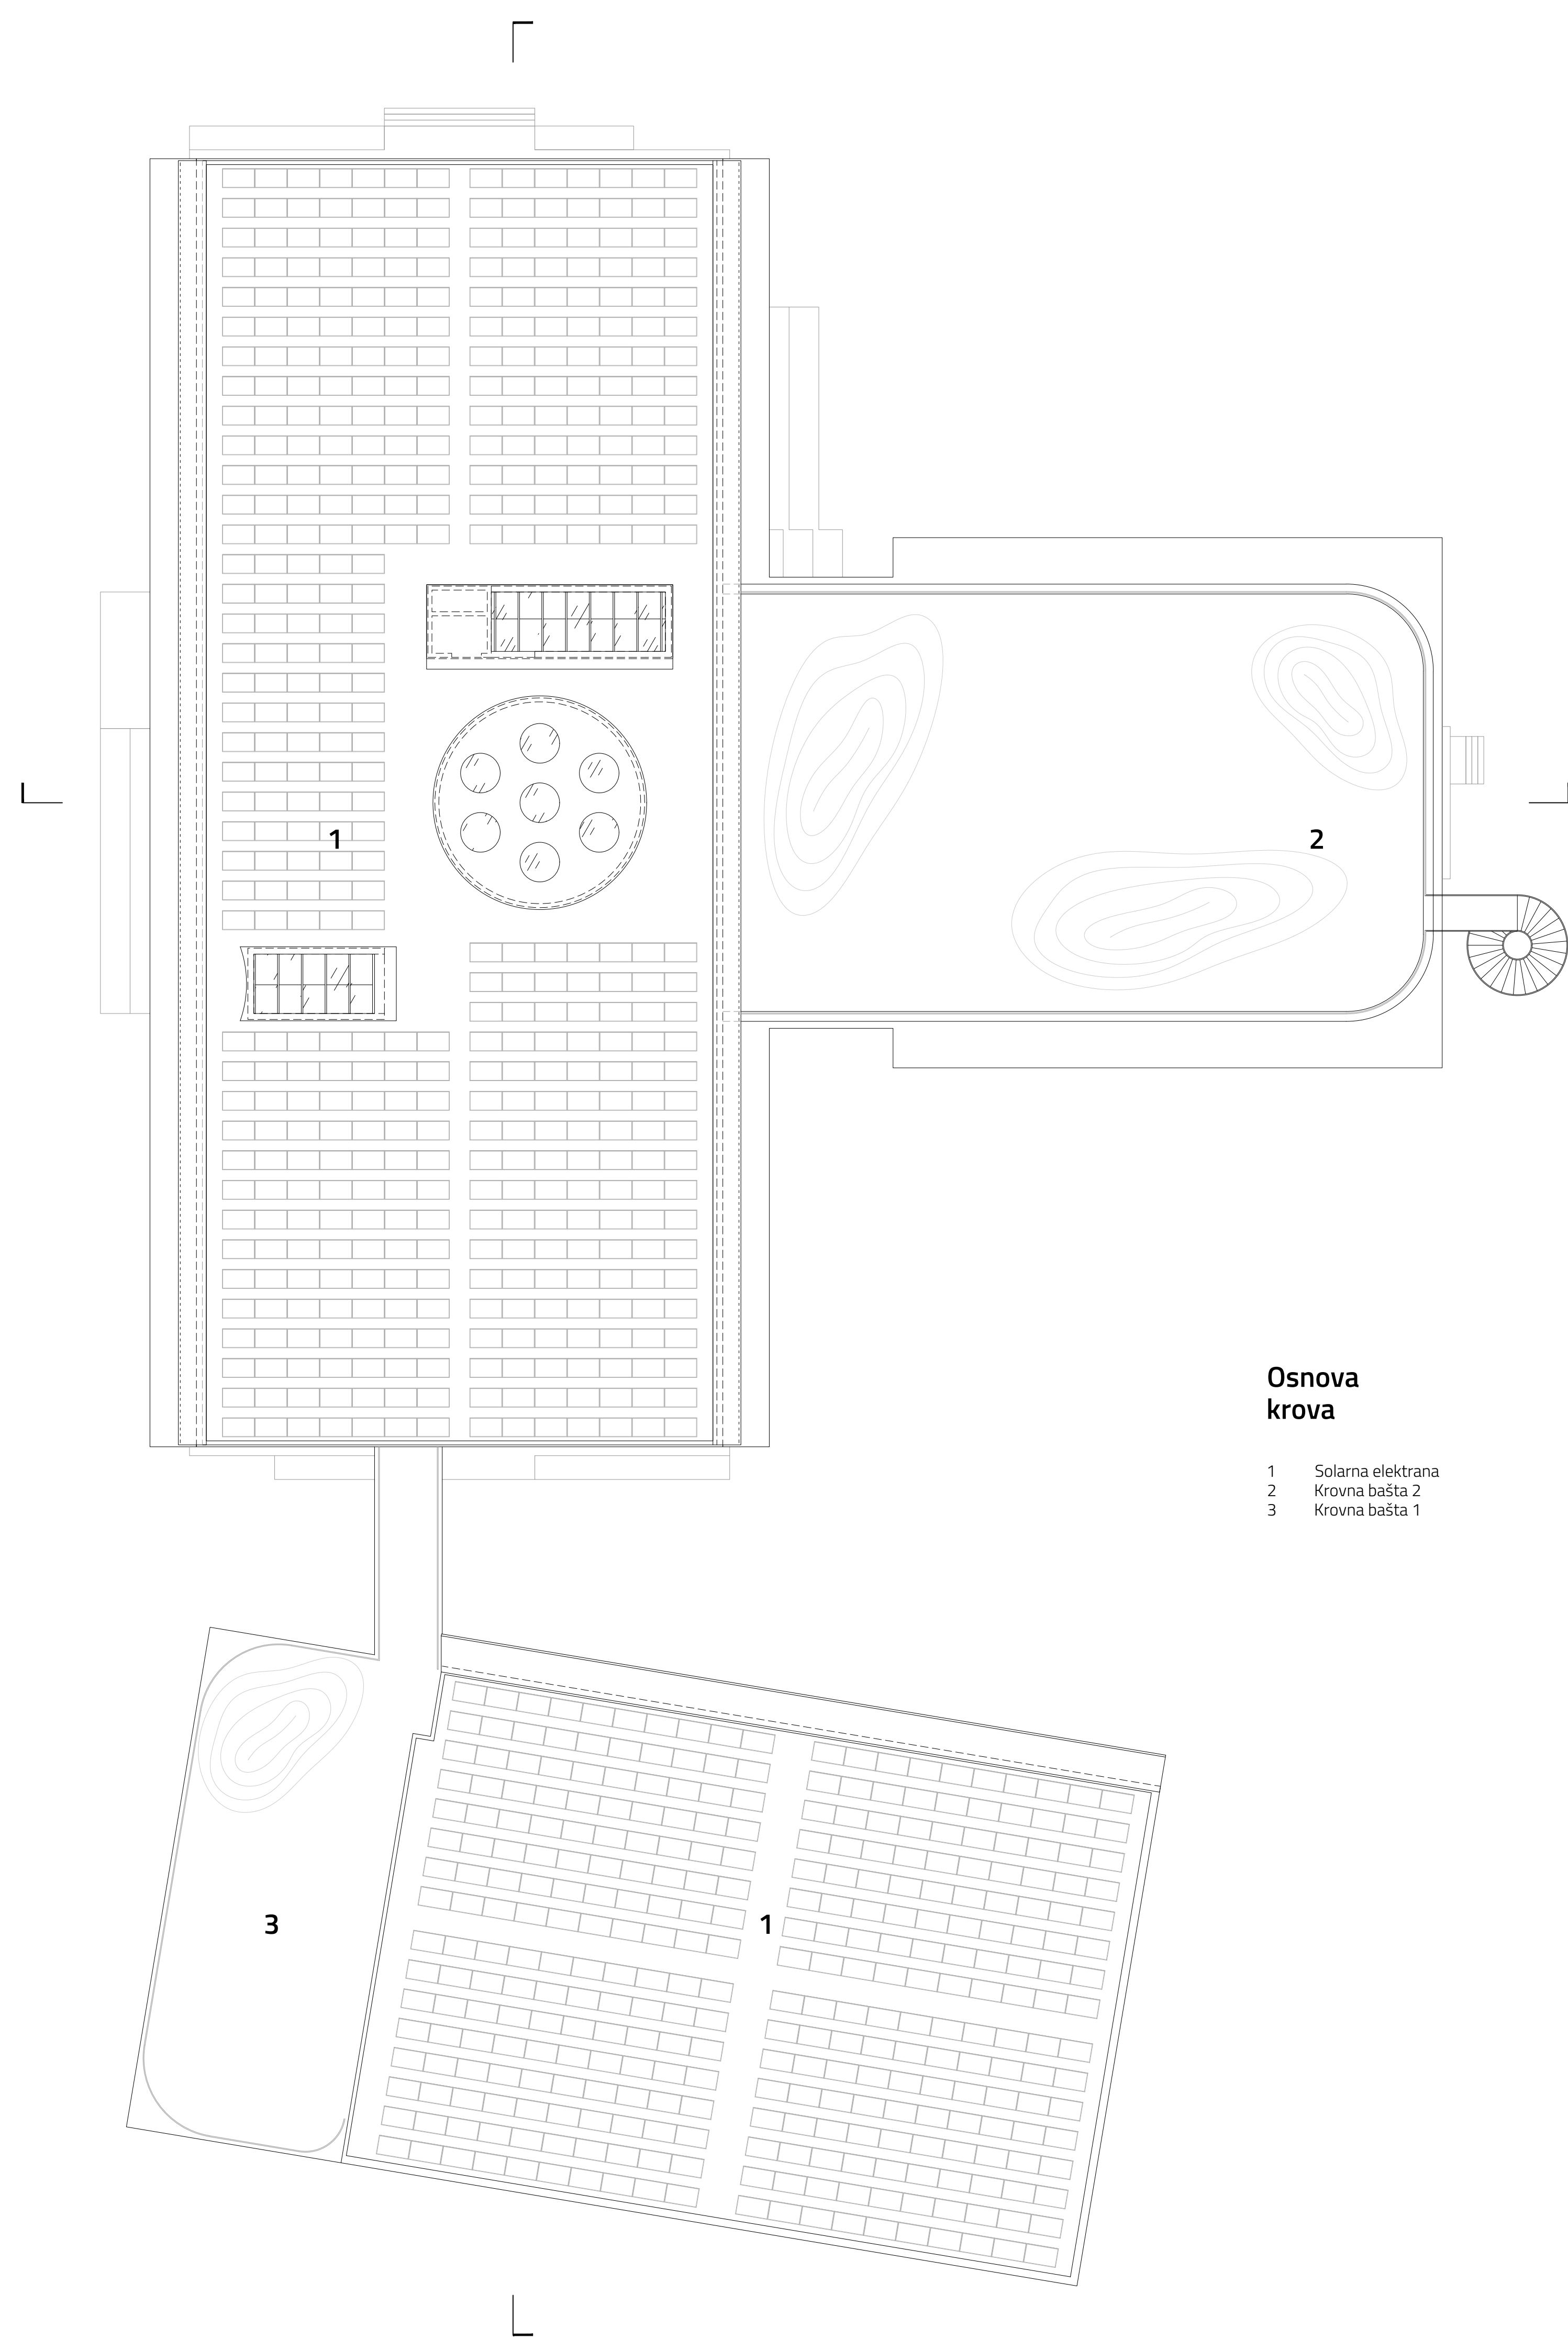 1
2
Osnova
krova
1 Solarna elektrana
2 Krovna bašta 2
3 Krovna bašta 1
3
1